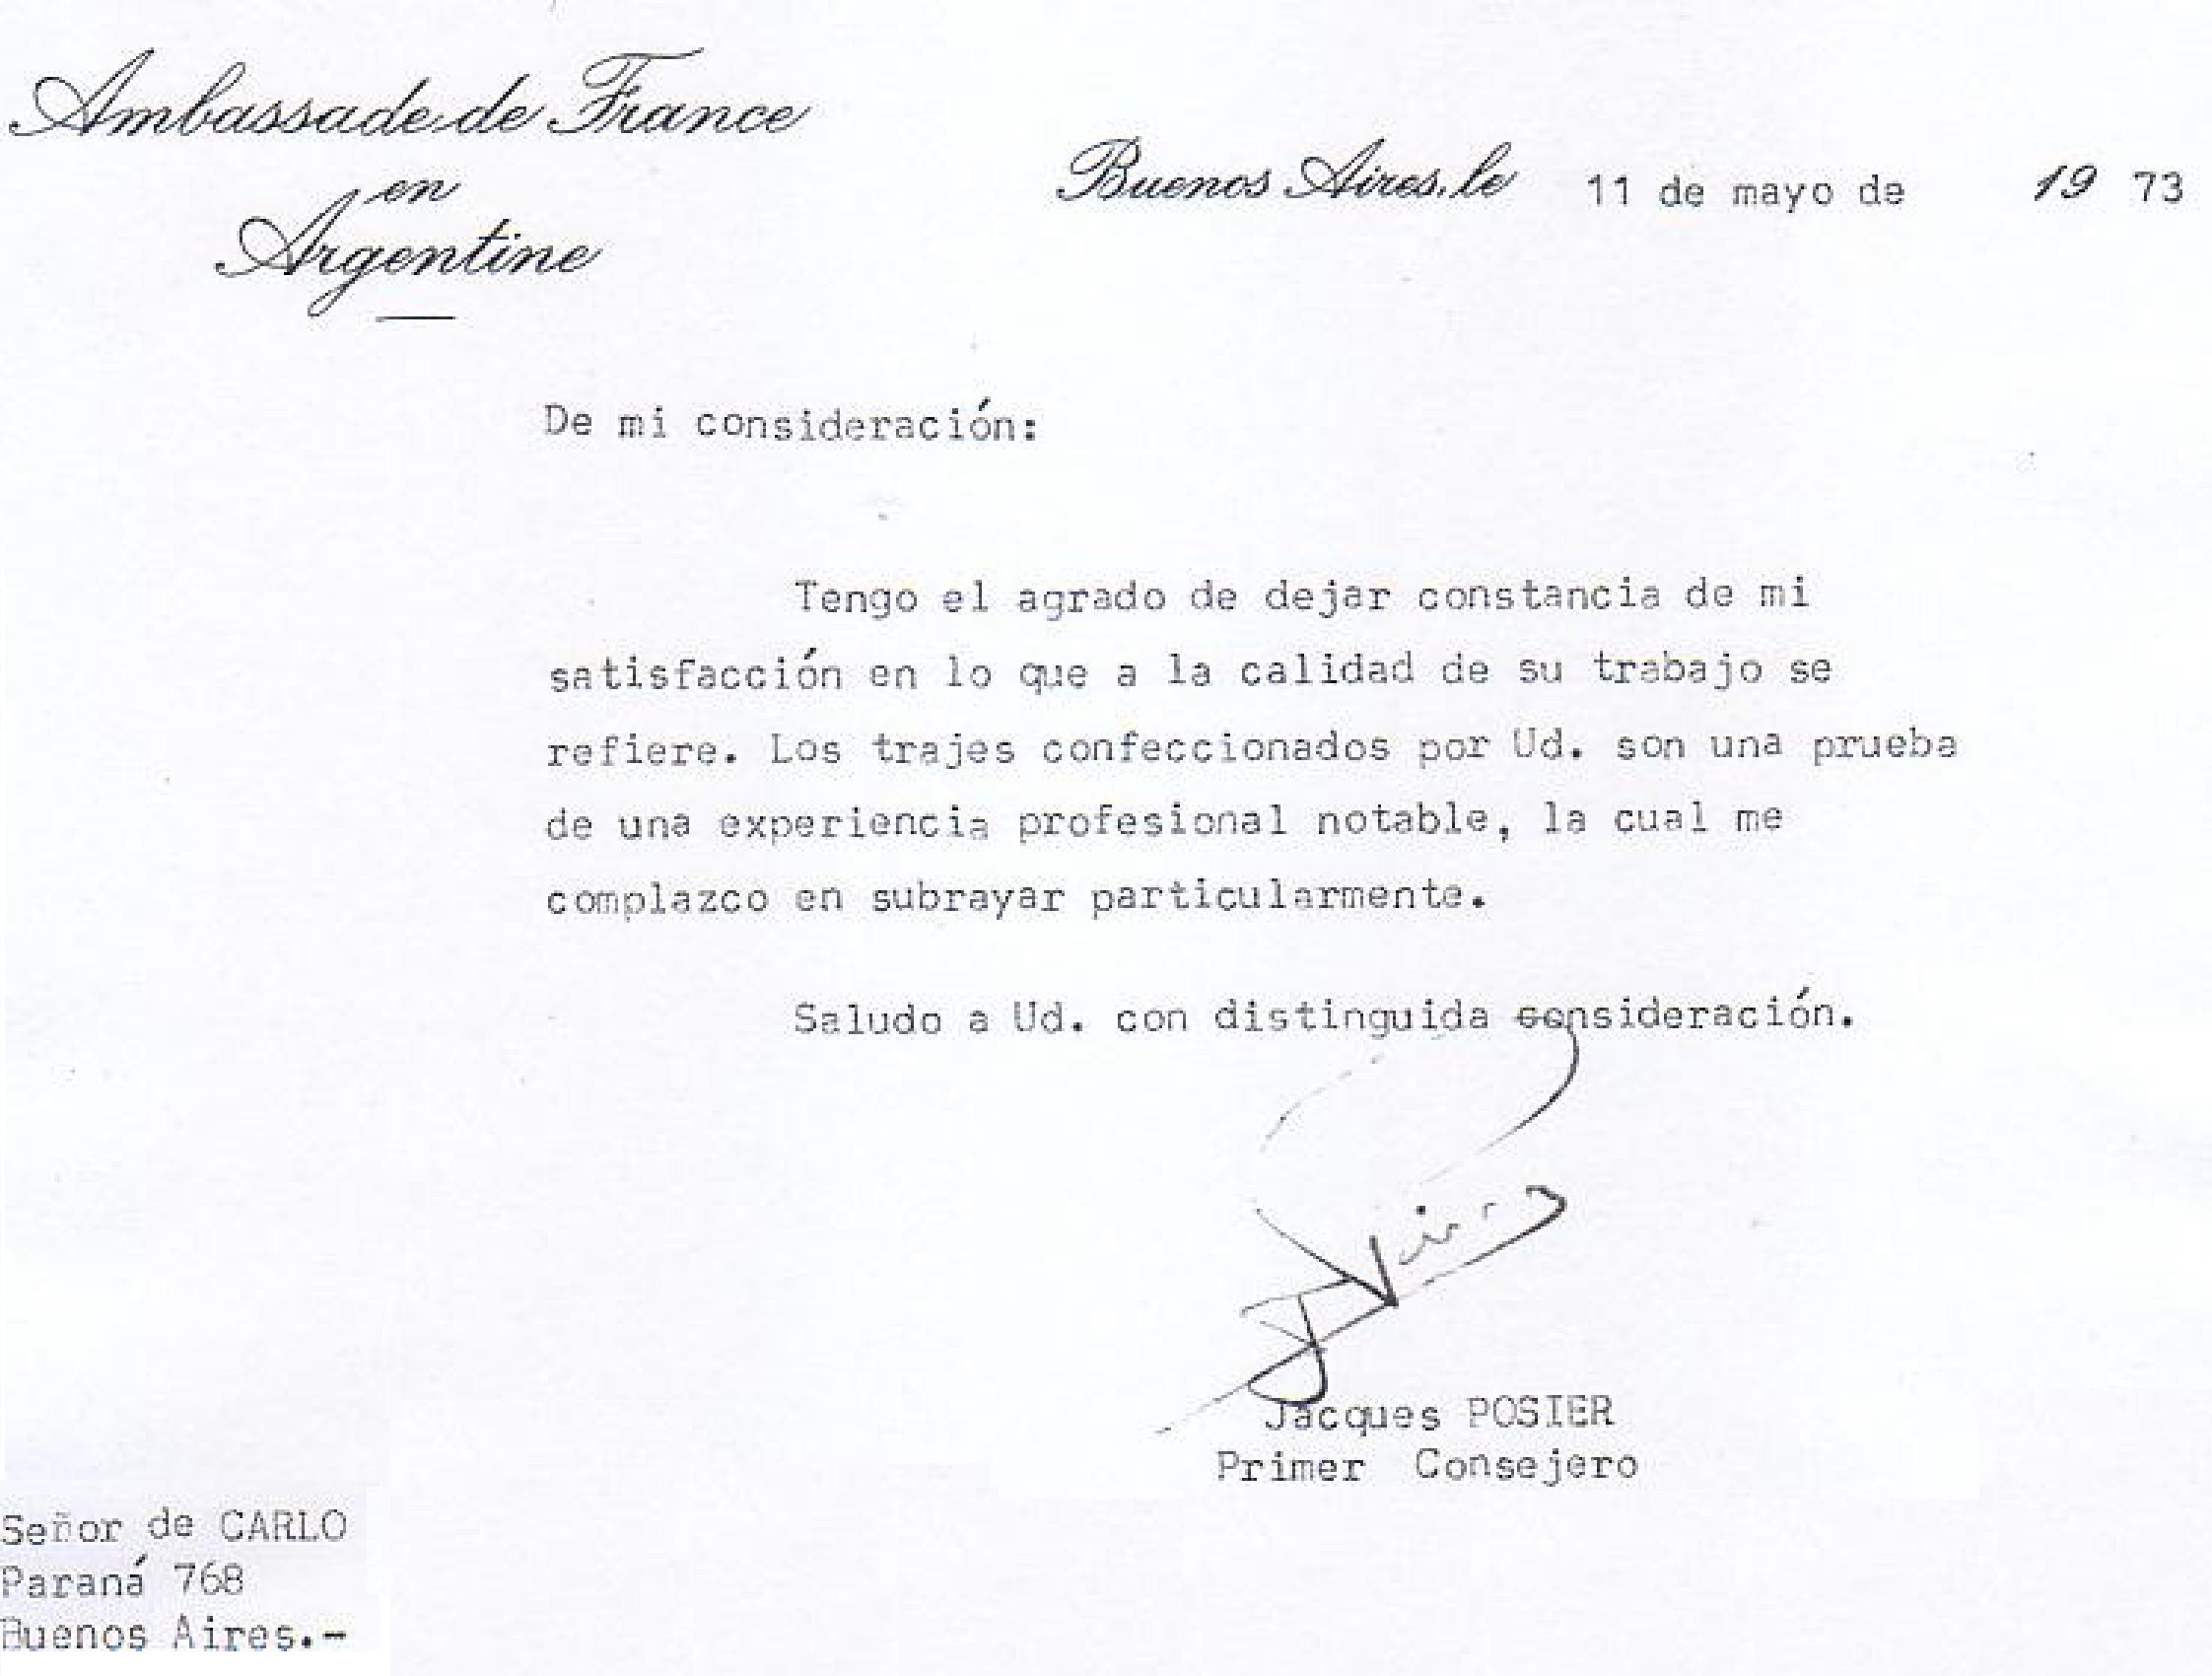 Ambassade de France
en
Argentine
Buenos Aires, le 11 de mayo de 19 73
De mi consideración:
Tengo el agrado de dejar constancia de mi
satisfacción en lo que a la calidad de su trabajo se
refiere. Los trajes confeccionados por Ud. son una prueba
de una experiencia profesional notable, la cual me
complazco en subrayar particularmente.
Saludo a Ud. con distinguida consideración.
Jacques POSIER
Primer Consejero
Señor de CARLO
Paraná 768
Buenos Aires.-